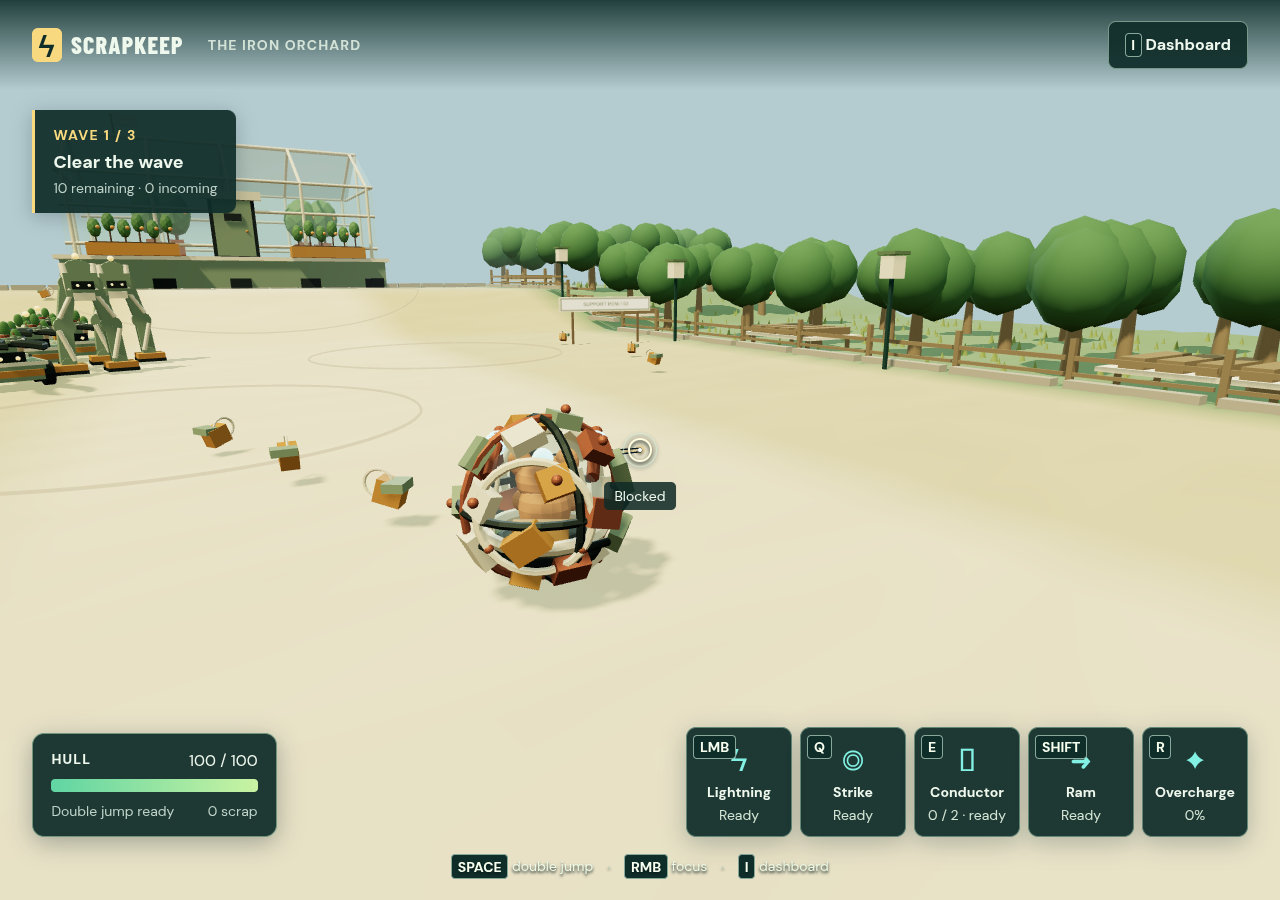 SCRAPKEEP
THE IRON ORCHARD
I Dashboard
WAVE 1 / 3
Clear the wave
10 remaining · 0 incoming
Blocked
HULL
100 / 100
Double jump ready
0 scrap
LMB
Lightning
Ready
Q
Strike
Ready
E
Conductor
0 / 2 · ready
SHIFT
Ram
Ready
R
Overcharge
0%
SPACE double jump · RMB focus · I dashboard